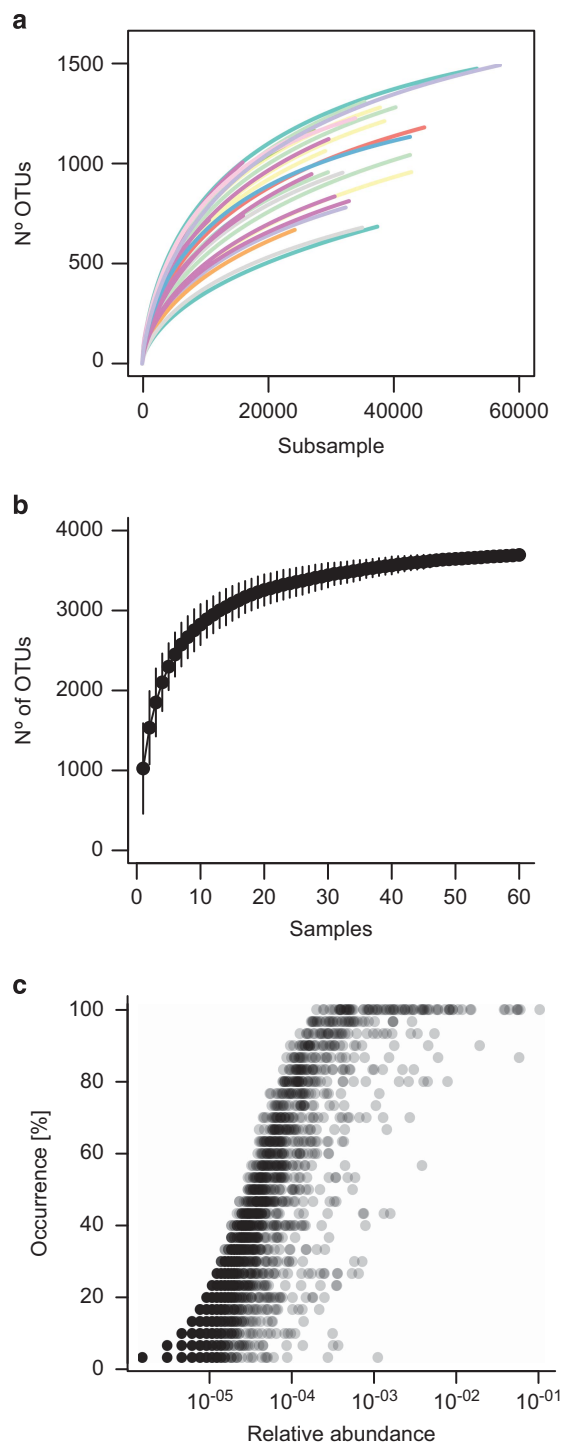 a
1500
1000
500
0
Nº OTUs
0 20000 40000 60000
Subsample
b
4000
3000
2000
1000
0
Nº of OTUs
0 10 20 30 40 50 60
Samples
c
100
80
60
40
20
0
Occurrence [%]
10-05 10-04 10-03 10-02 10-01
Relative abundance